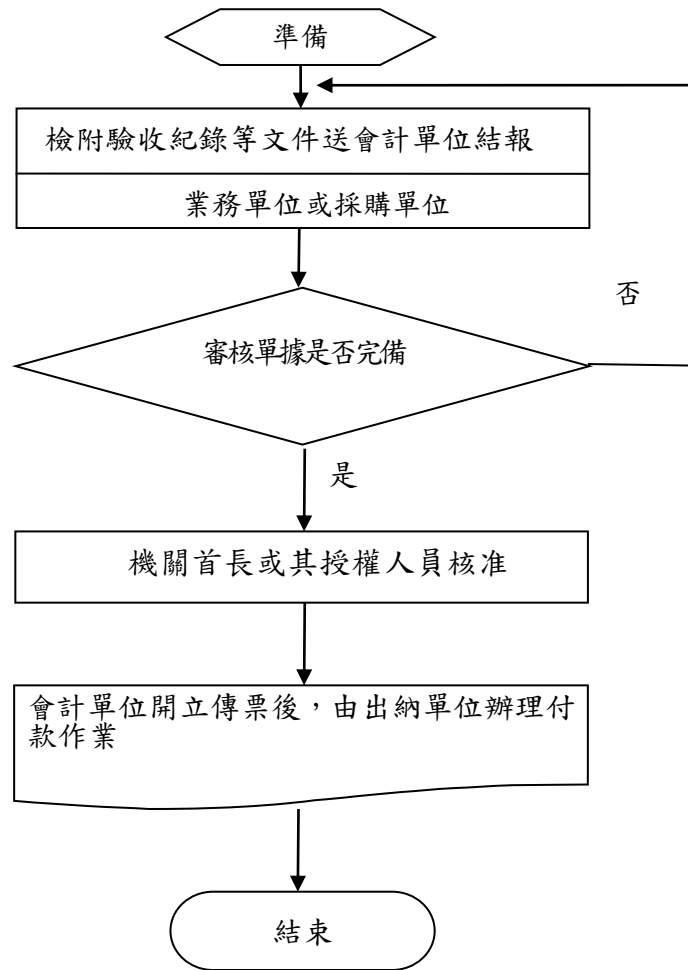 準備
檢附驗收紀錄等文件送會計單位結報
業務單位或採購單位
否
審核單據是否完備
是
機關首長或其授權人員核准
會計單位開立傳票後，由出納單位辦理付
款作業
結束